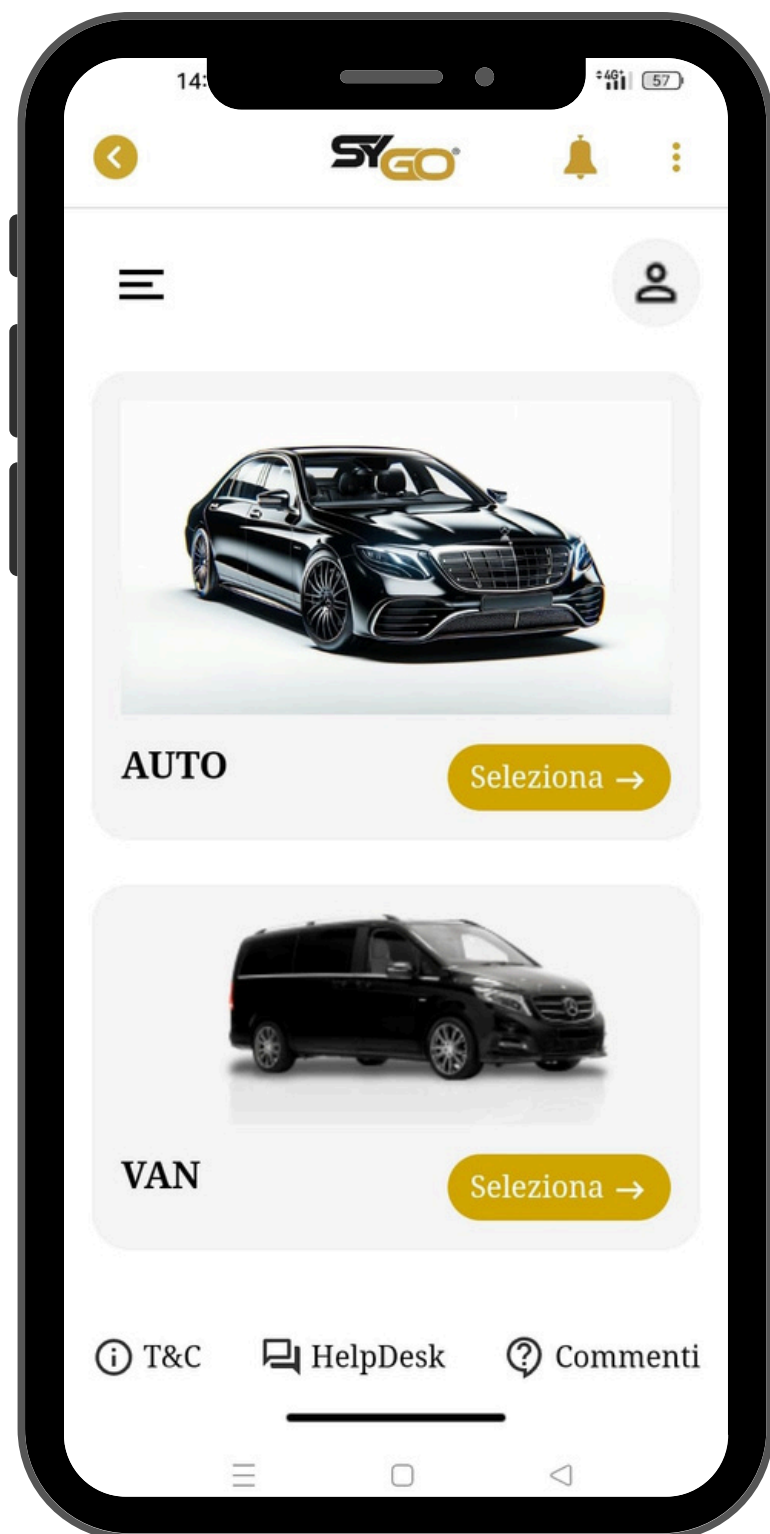 14:
4G+
57
SYGO®
AUTO
Seleziona →
VAN
Seleziona →
T&C
HelpDesk
Commenti